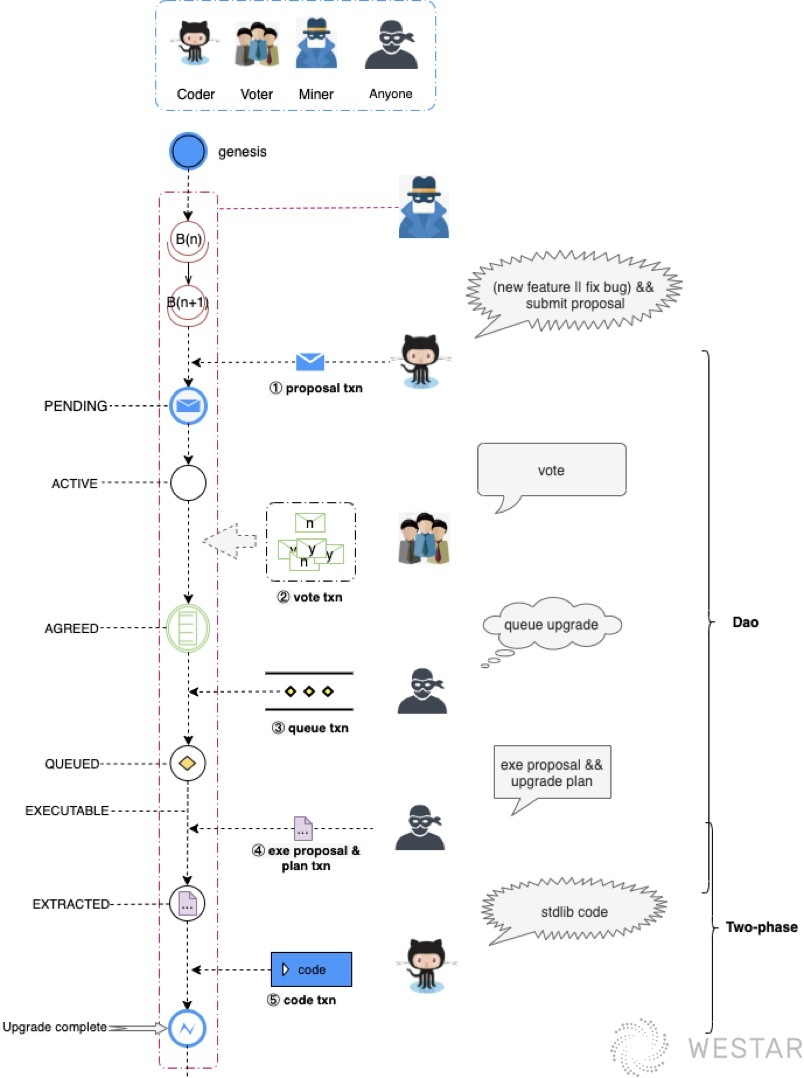 Coder
Voter
Miner
Anyone
genesis
B(n)
(new feature || fix bug) &&
submit proposal
B(n+1)
① proposal txn
PENDING
vote
ACTIVE
n
y
y
n
y
② vote txn
queue upgrade
AGREED
Dao
③ queue txn
QUEUED
exe proposal &&
upgrade plan
EXECUTABLE
...
④ exe proposal &
plan txn
EXTRACTED
...
stdlib code
Two-phase
code
⑤ code txn
Upgrade complete
WESTAR